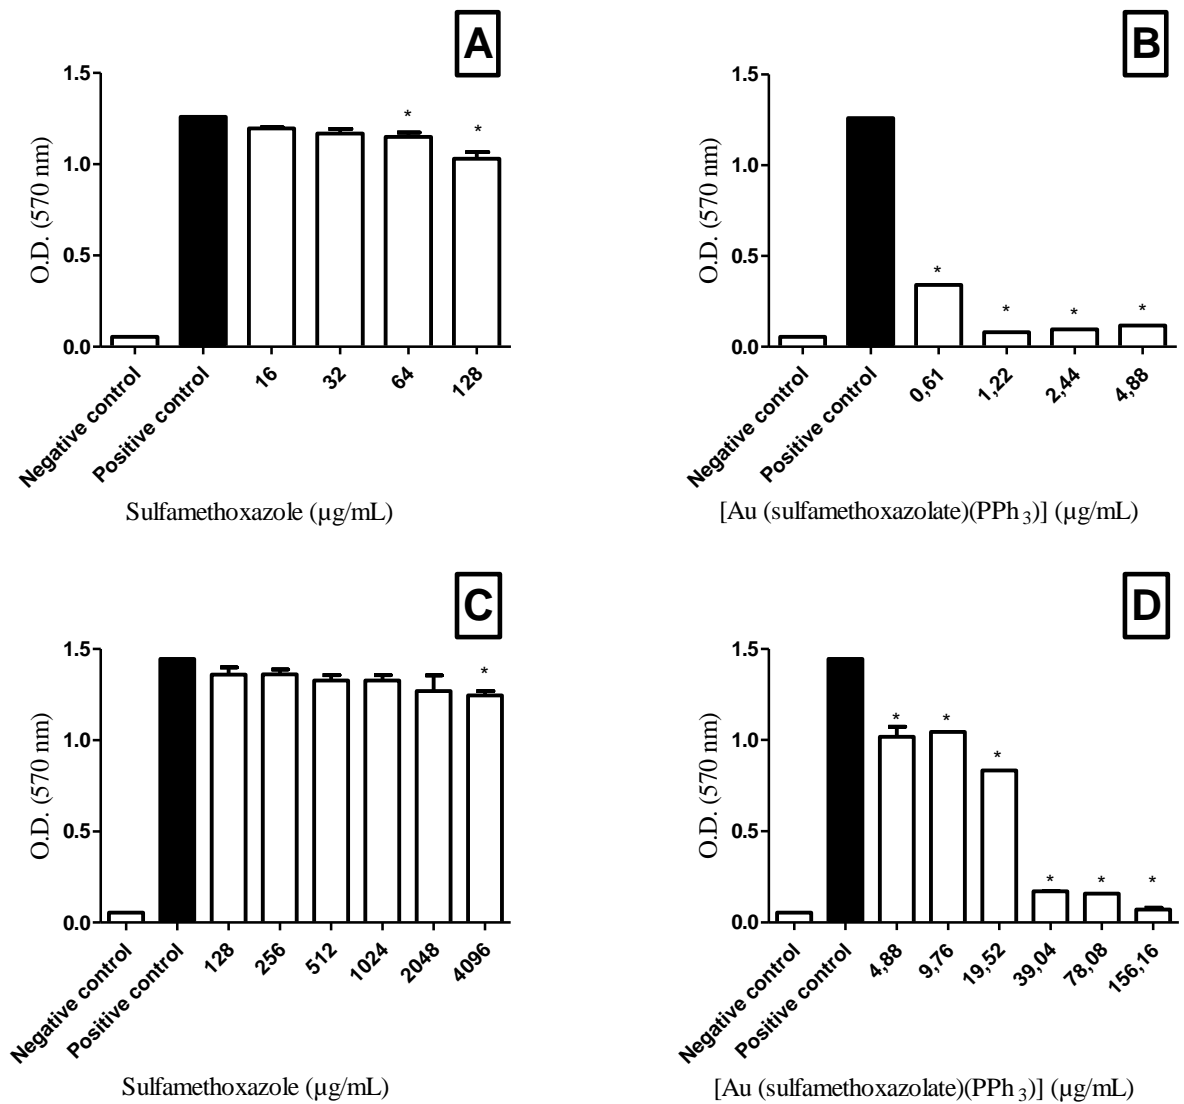 A
1.5
1.0
0.5
0.0
O.D. (570 nm)
* *
Negative control
Positive control
16
32
64
128
Sulfamethoxazole (µg/mL)
B
1.5
1.0
0.5
0.0
O.D. (570 nm
* * * *
Negative control
Positive control
0,61
1,22
2,44
4,88
[Au (sulfamethoxazolate)(PPh3)] (µg/mL)
C
1.5
1.0
0.5
0.0
O.D. (570 nm)
*
Negative control
Positive control
128
256
512
1024
2048
4096
Sulfamethoxazole (µg/mL)
D
1.5
1.0
0.5
0.0
O.D. (570 nm
* * * * * *
Negative control
Positive control
4,88
9,76
19,52
39,04
78,08
156,16
[Au (sulfamethoxazolate)(PPh3)] (µg/mL)